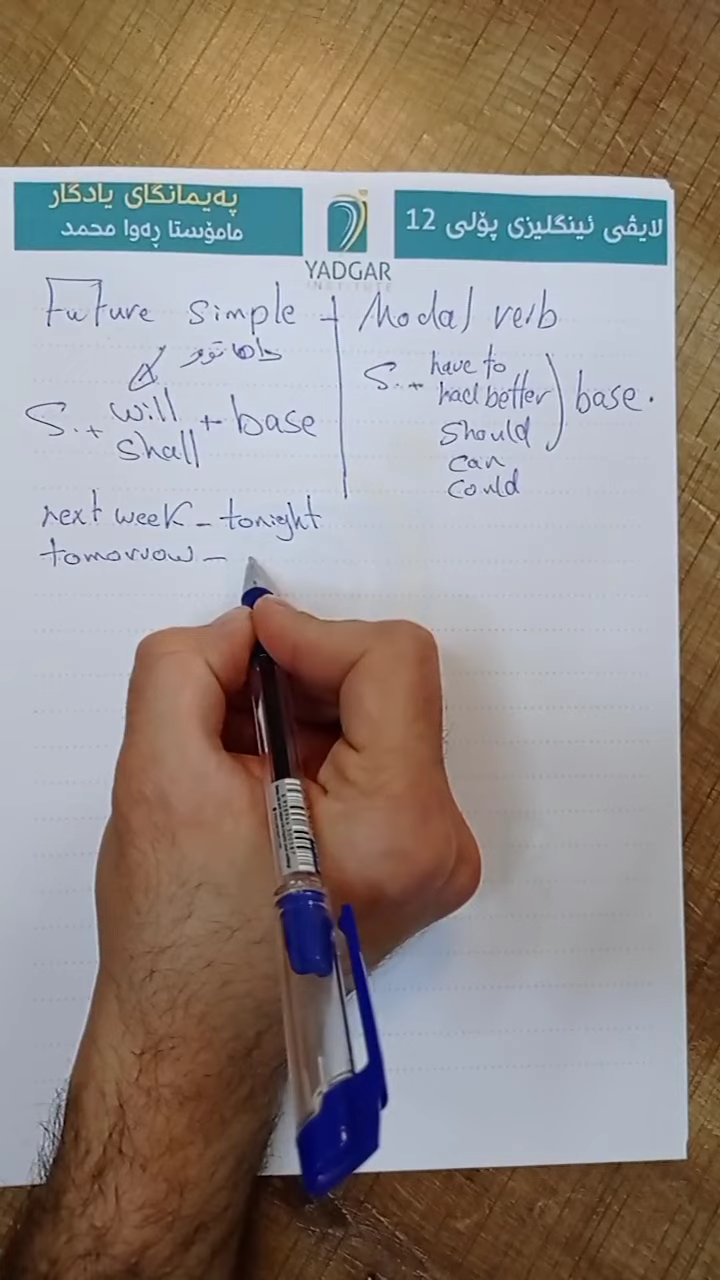 پەیمانگای یادگار
مامۆستا ڕەوا محمد
YADGAR
INSTITUTE
لایڤی ئینگلیزی پۆلی 12
Future simple + Modal verb
داهاتوو
S. + will + base
shall
next week - tonight
tomorrow -
S. + have to
had better
should
can
could
base.